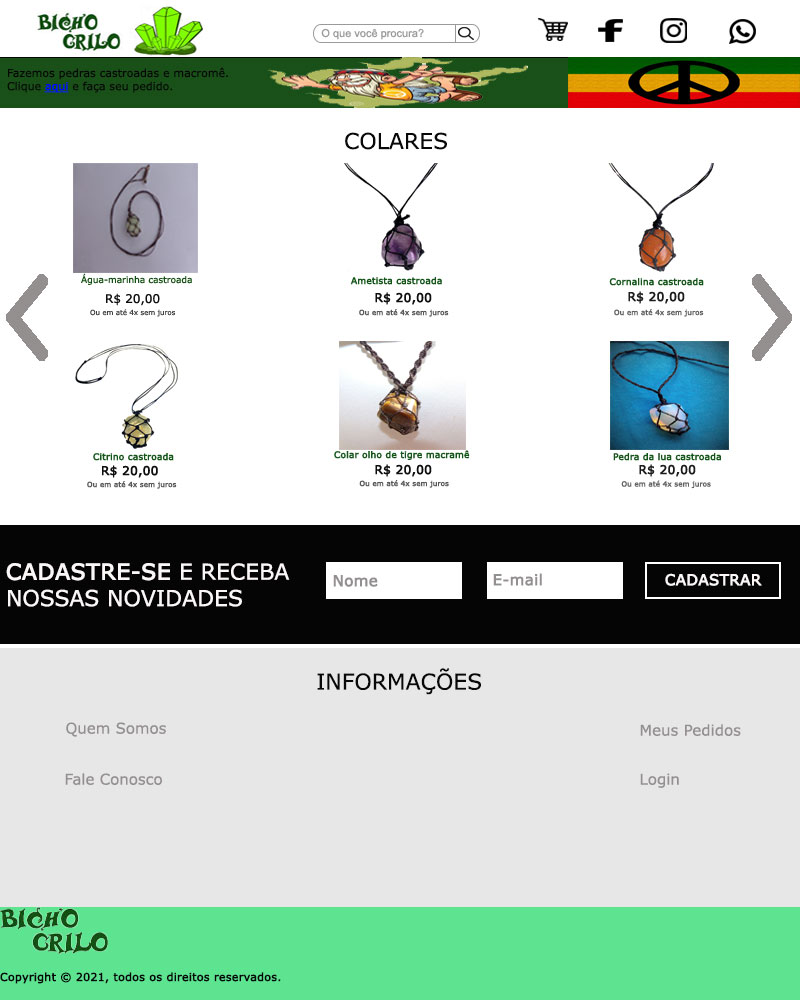 BICHO
GRILO
O que você procura?
Fazemos pedras castroadas e macromê.
Clique aqui e faça seu pedido.
COLARES
Água-marinha castroada
R$ 20,00
Ou em até 4x sem juros
Ametista castroada
R$ 20,00
Ou em até 4x sem juros
Cornalina castroada
R$ 20,00
Ou em até 4x sem juros
Citrino castroada
R$ 20,00
Ou em até 4x sem juros
Colar olho de tigre macramê
R$ 20,00
Ou em até 4x sem juros
Pedra da lua castroada
R$ 20,00
Ou em até 4x sem juros
CADASTRE-SE E RECEBA
NOSSAS NOVIDADES
Nome
E-mail
CADASTRAR
INFORMAÇÕES
Quem Somos
Meus Pedidos
Fale Conosco
Login
BICHO
GRILO
Copyright © 2021, todos os direitos reservados.